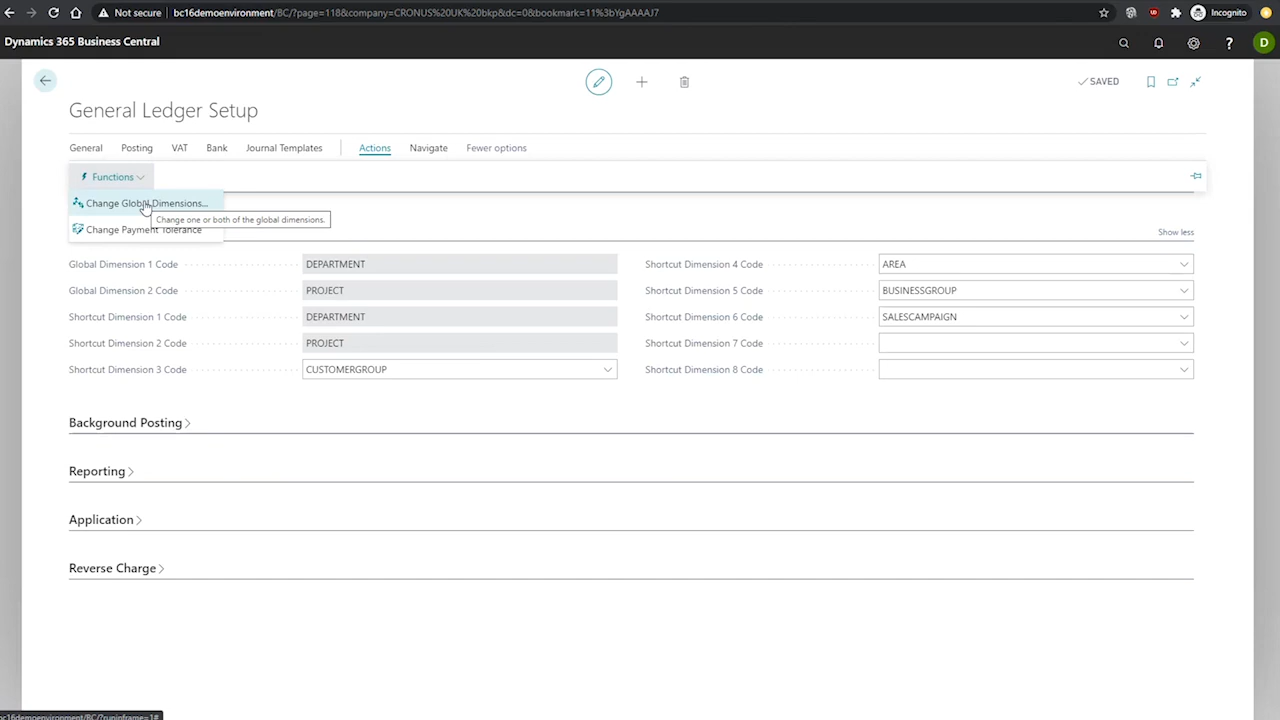 Not secure bc16demoenvironment/BC/?page=118&company=CRONUS%20UK%20bkp&dc=0&bookmark=11%3bYgAAAAJ7 Incognito
Dynamics 365 Business Central ? D
SAVED
General Ledger Setup
General Posting VAT Bank Journal Templates Actions Navigate Fewer options
Functions
Change Global Dimensions...
Change one or both of the global dimensions.
Change Payment Tolerance
Show less
Global Dimension 1 Code DEPARTMENT Shortcut Dimension 4 Code AREA
Global Dimension 2 Code PROJECT Shortcut Dimension 5 Code BUSINESSGROUP
Shortcut Dimension 1 Code DEPARTMENT Shortcut Dimension 6 Code SALESCAMPAIGN
Shortcut Dimension 2 Code PROJECT Shortcut Dimension 7 Code
Shortcut Dimension 3 Code CUSTOMERGROUP Shortcut Dimension 8 Code
Background Posting
Reporting
Application
Reverse Charge
bc16demoenvironment/BC/?runinframe=1#